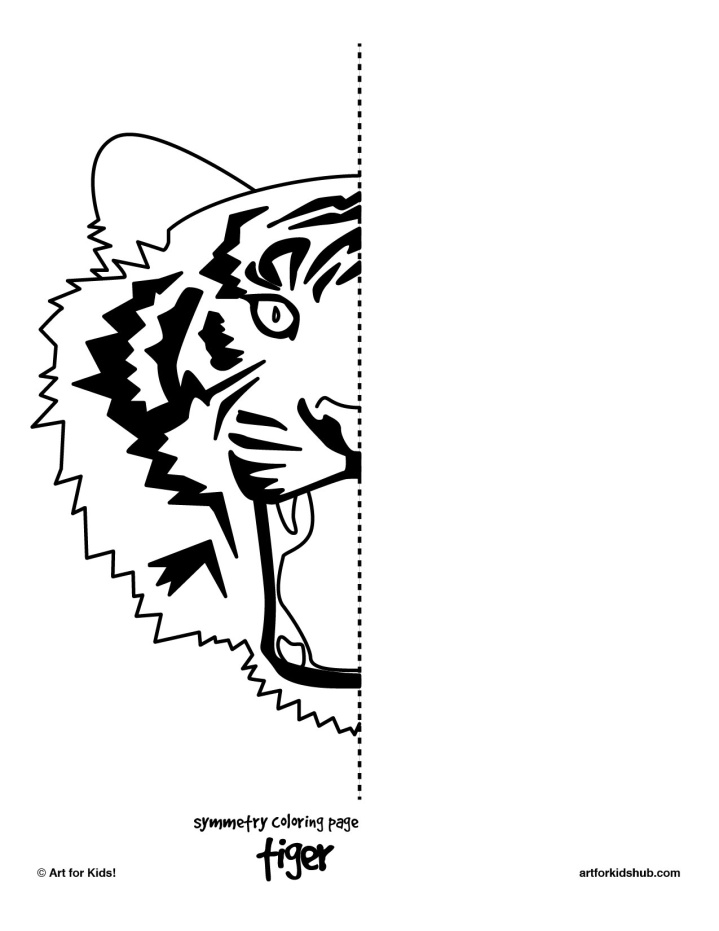 symmetry coloring page
tiger
© Art for Kids!
artforkidshub.com